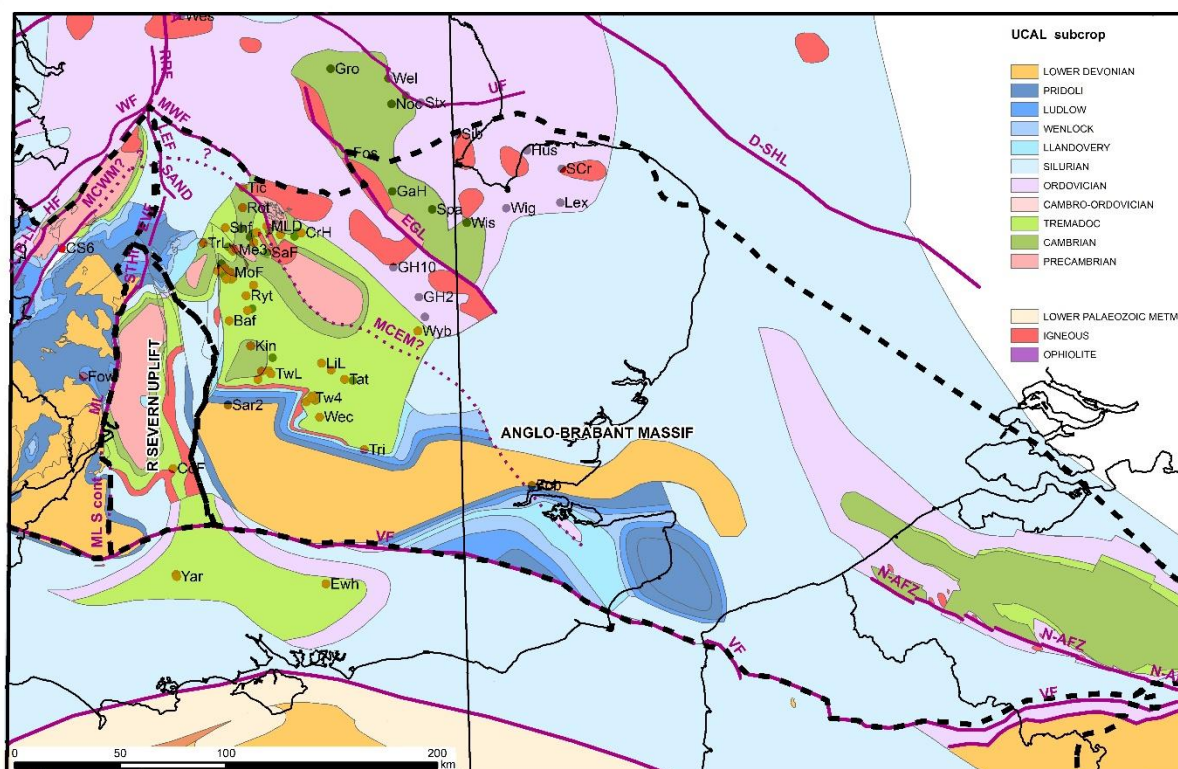 UCAL subcrop
LOWER DEVONIAN
PRIDOLI
LUDLOW
WENLOCK
LLANDOVERY
SILURIAN
ORDOVICIAN
CAMBRO-ORDOVICIAN
TREMADOC
CAMBRIAN
PRECAMBRIAN
LOWER PALAEOZOIC METM
IGNEOUS
OPHIOLITE
Wes
RRF
Gro
Wel
UF
WF
MWF
Noc
Stx
LEF
?
Sib
D-SHL
Fos
Hus
SCr
MCWM?
?
SAND
Tic
GaH
Lex
HF
Rot
Spa
Wis
Wig
EGL
Shf
MLD
CrH
CS6
EVF
TrL
Me3
SaF
STHI
MoF
GH10
Ryt
GH2
MCEM?
Baf
Wyb
Kin
LiL
Fow
TwL
Tat
ML
R SEVERN UPLIFT
Sar2
Tw4
Wec
ANGLO-BRABANT MASSIF
Tri
CoF
ML S cont
VF
Yar
Ewh
N-AFZ
N-AFZ
VF
VF
0 50 100 200
km